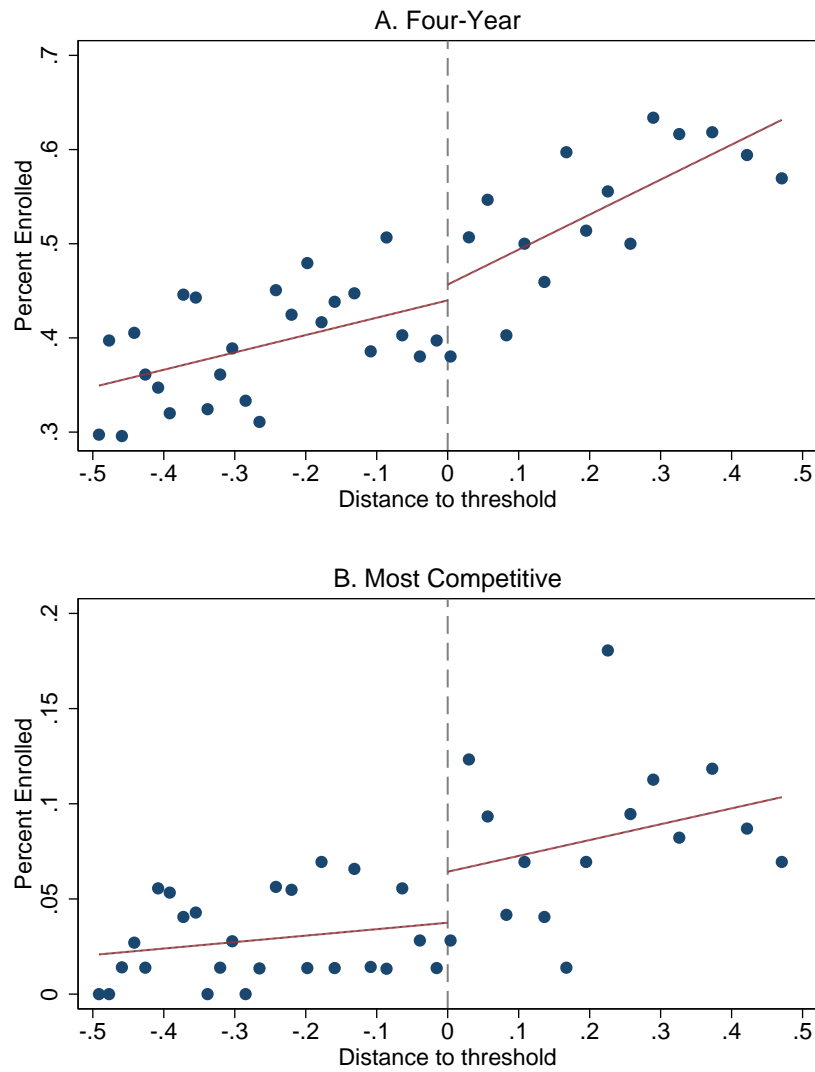 A. Four-Year
Percent Enrolled
.7
.6
.5
.4
.3
-.5 -.4 -.3 -.2 -.1 0 .1 .2 .3 .4 .5
Distance to threshold
B. Most Competitive
Percent Enrolled
.2
.15
.1
.05
0
-.5 -.4 -.3 -.2 -.1 0 .1 .2 .3 .4 .5
Distance to threshold